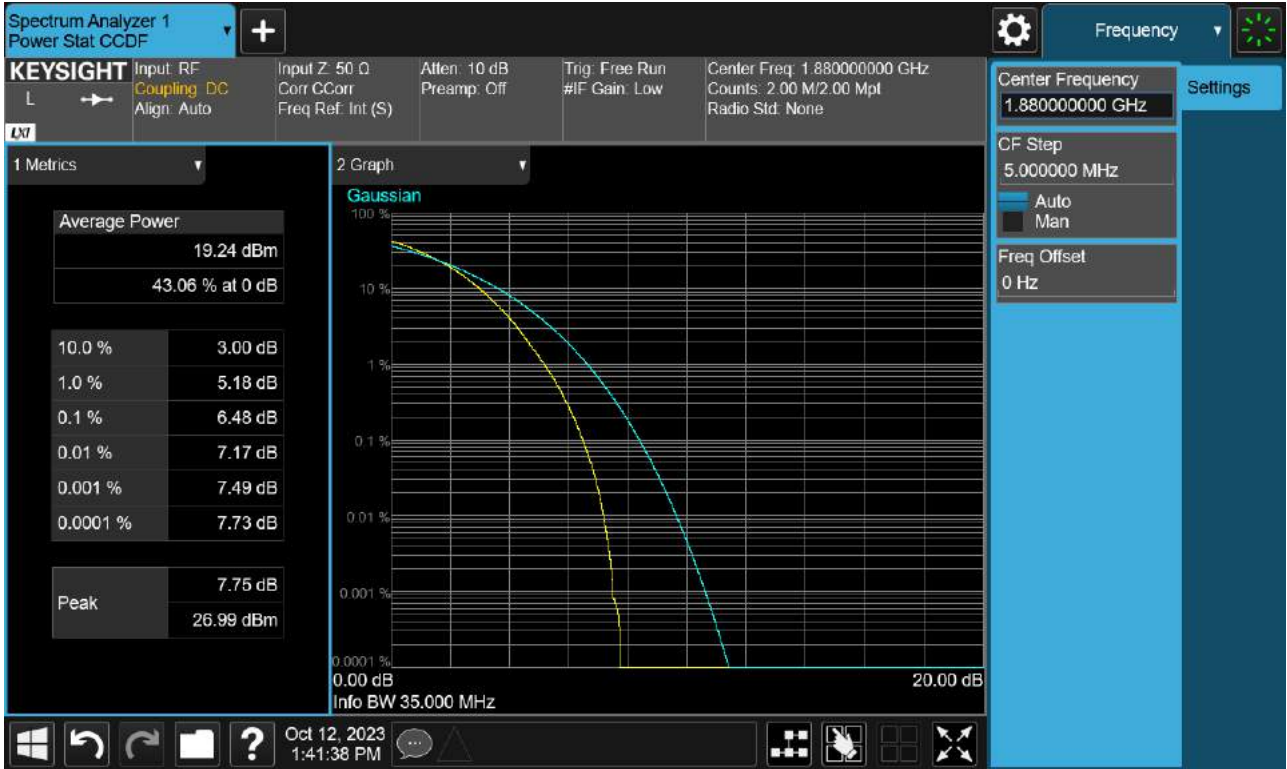 Spectrum Analyzer 1
Power Stat CCDF
+
Frequency
KEYSIGHT
L
LXI
Input: RF
Coupling: DC
Align: Auto
Input Z: 50 Ω
Corr CCorr
Freq Ref: Int (S)
Atten: 10 dB
Preamp: Off
Trig: Free Run
#IF Gain: Low
Center Freq: 1.880000000 GHz
Counts: 2.00 M/2.00 Mpt
Radio Std: None
Center Frequency
1.880000000 GHz
Settings
CF Step
5.000000 MHz
Auto
Man
Freq Offset
0 Hz
1 Metrics
Average Power
19.24 dBm
43.06 % at 0 dB
10.0 % 3.00 dB
1.0 % 5.18 dB
0.1 % 6.48 dB
0.01 % 7.17 dB
0.001 % 7.49 dB
0.0001 % 7.73 dB
Peak
7.75 dB
26.99 dBm
2 Graph
Gaussian
100 %
10 %
1 %
0.1 %
0.01 %
0.001 %
0.0001 %
0.00 dB 20.00 dB
Info BW 35.000 MHz
?
Oct 12, 2023
1:41:38 PM